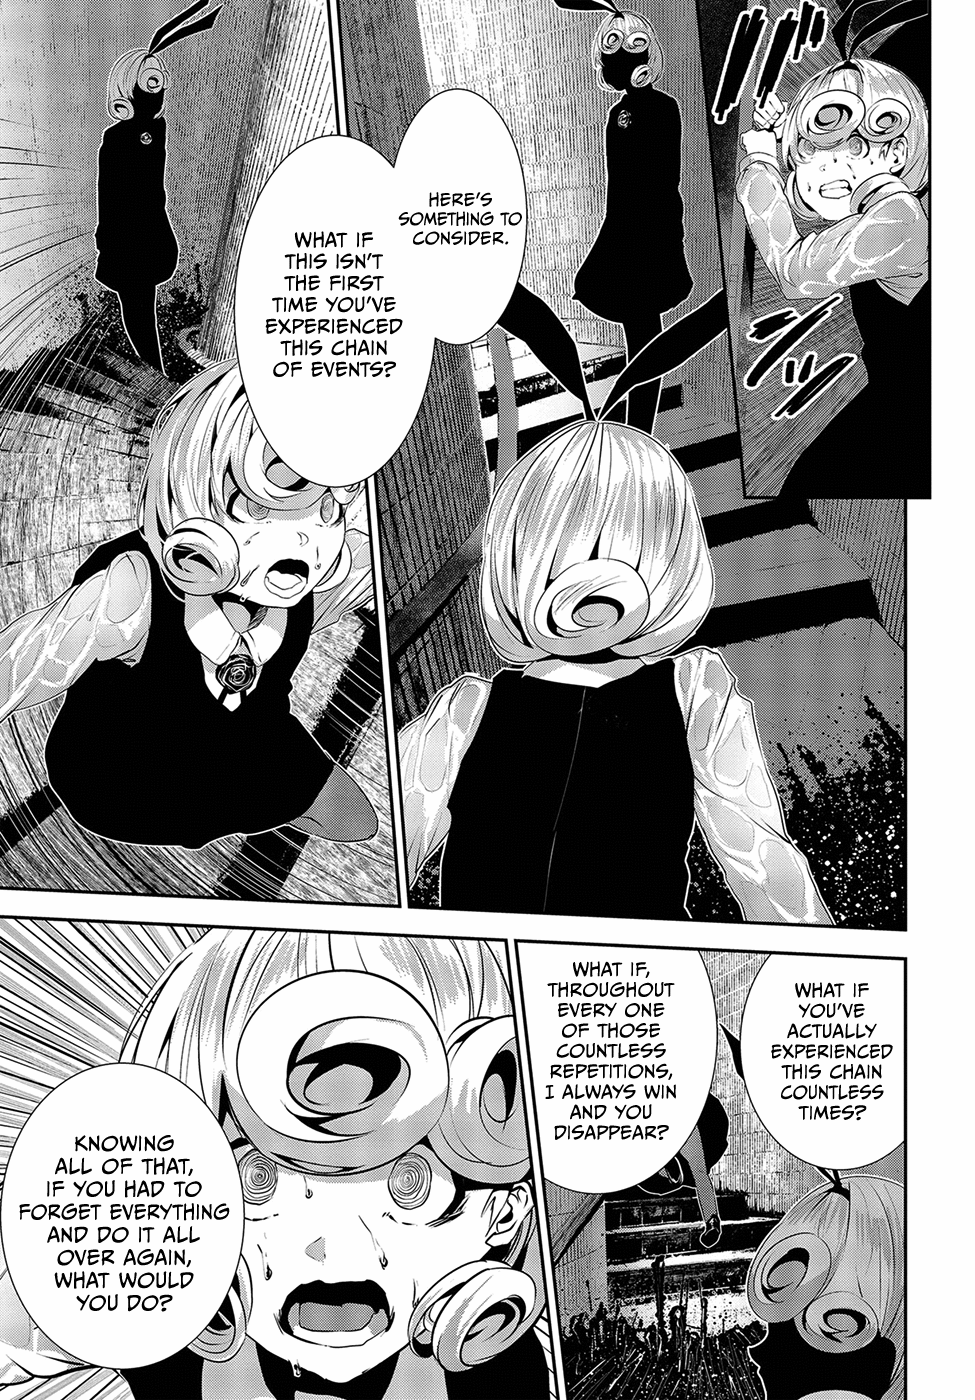 HERE'S
SOMETHING TO
CONSIDER.
WHAT IF
THIS ISN'T
THE FIRST
TIME YOU'VE
EXPERIENCED
THIS CHAIN
OF EVENTS?
WHAT IF
YOU'VE
ACTUALLY
EXPERIENCED
THIS CHAIN
COUNTLESS
TIMES?
WHAT IF,
THROUGHOUT
EVERY ONE
OF THOSE
COUNTLESS
REPETITIONS,
I ALWAYS WIN
AND YOU
DISAPPEAR?
KNOWING
ALL OF THAT,
IF YOU HAD TO
FORGET EVERYTHING
AND DO IT ALL
OVER AGAIN,
WHAT WOULD
YOU DO?